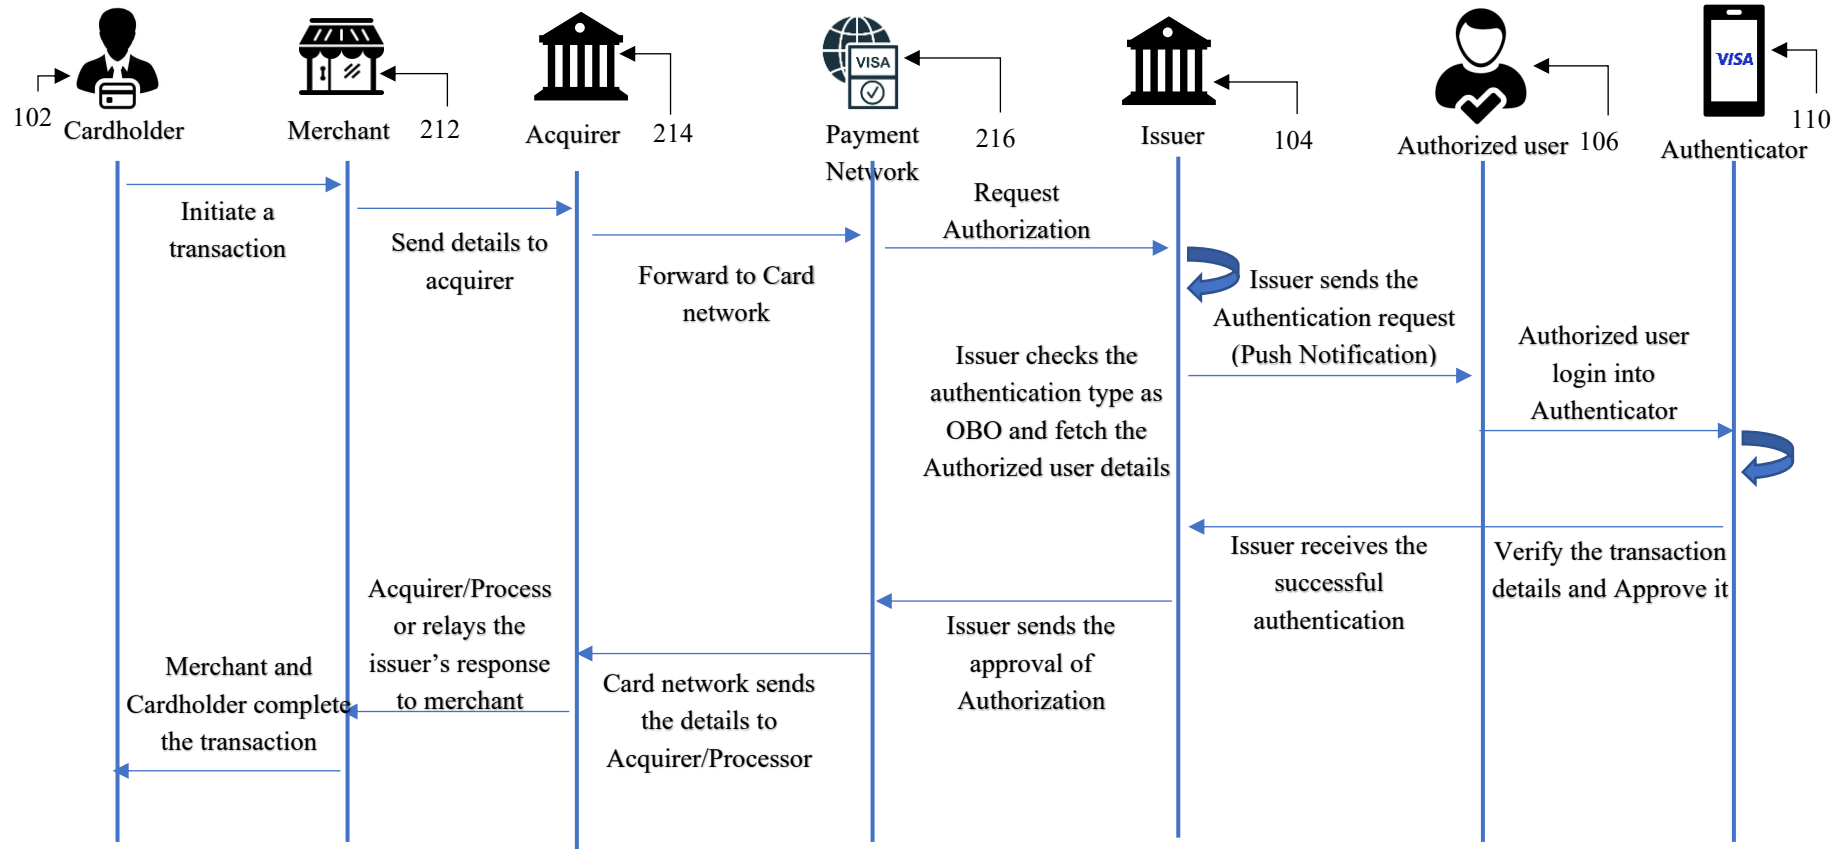 VISA
VISA
102
Cardholder
Merchant
212
Acquirer
214
Payment
Network
216
Issuer
104
Authorized user
106
Authenticator
110
Initiate a
transaction
Send details to
acquirer
Forward to Card
network
Request
Authorization
Issuer checks the
authentication type as
OBO and fetch the
Authorized user details
Issuer sends the
Authentication request
(Push Notification)
Authorized user
login into
Authenticator
Verify the transaction
details and Approve it
Issuer receives the
successful
authentication
Issuer sends the
approval of
Authorization
Card network sends
the details to
Acquirer/Processor
Acquirer/Process
or relays the
issuer’s response
to merchant
Merchant and
Cardholder complete
the transaction